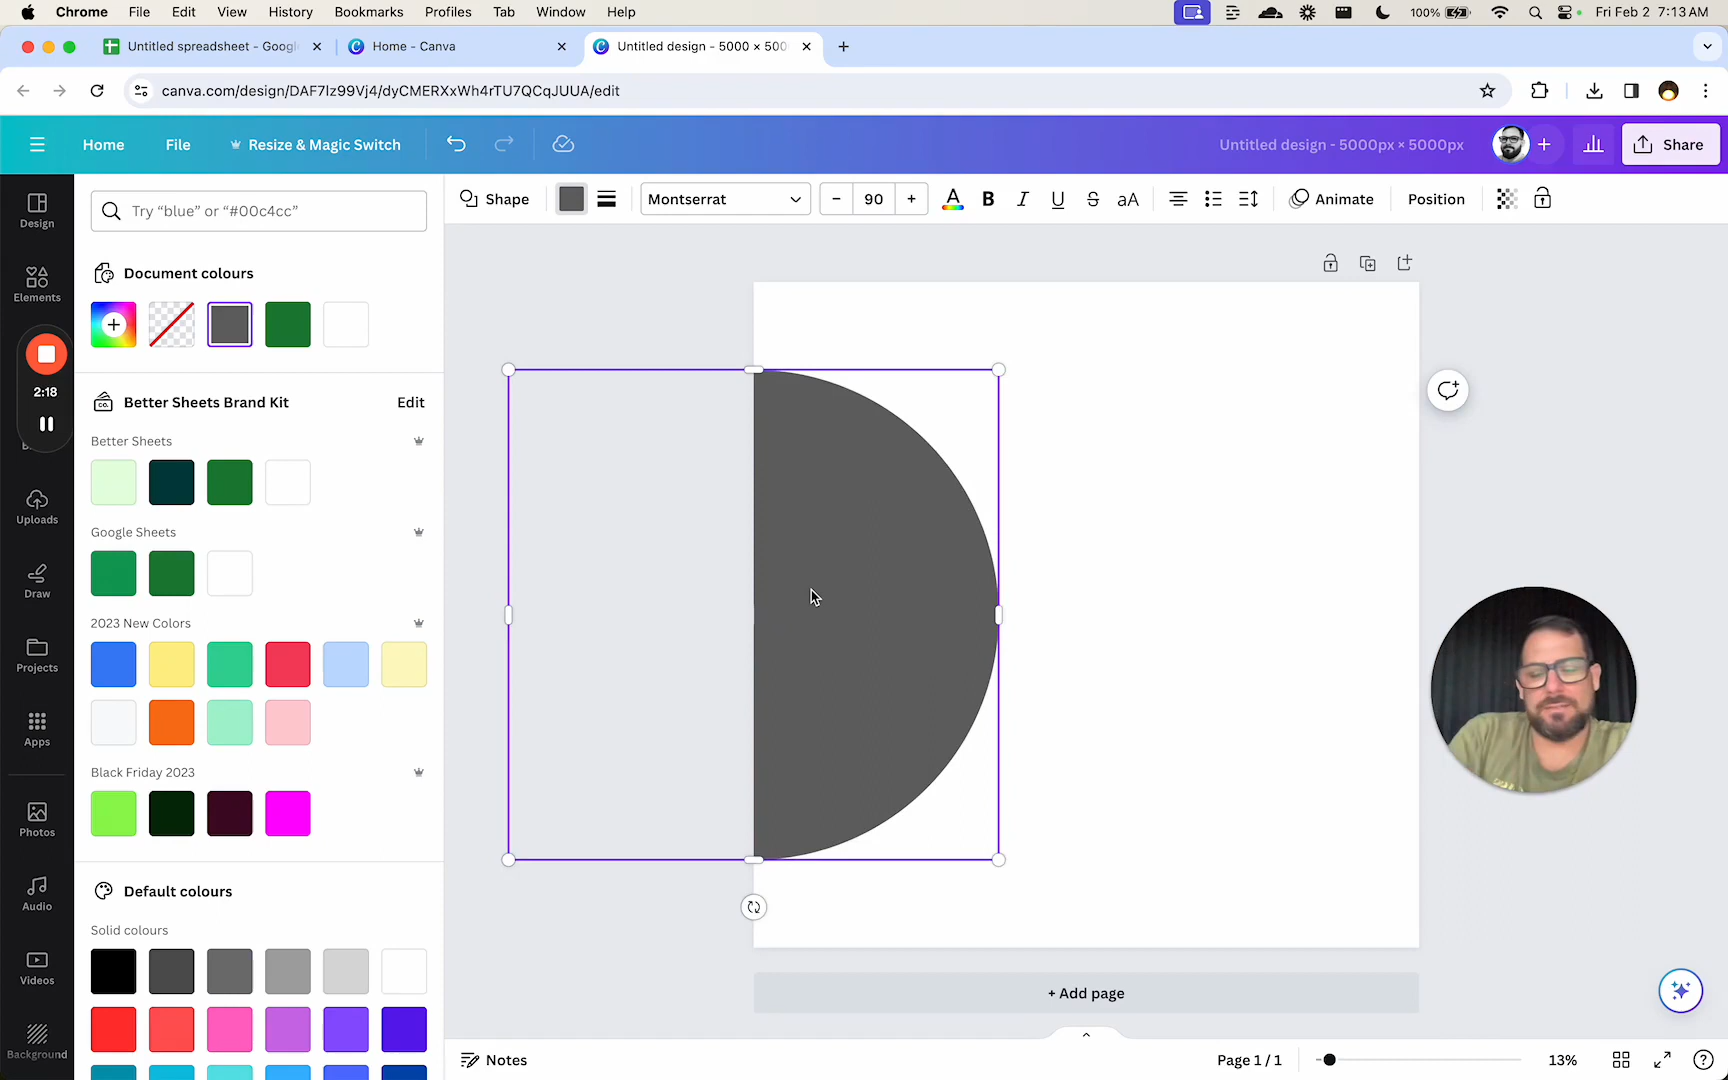 Chrome File Edit View History Bookmarks Profiles Tab Window Help 100% Fri Feb 2 7:13 AM
Untitled spreadsheet - Googl Home - Canva Untitled design - 5000 × 500
canva.com/design/DAF7Iz99Vj4/dyCMERXxWh4rTU7QCqJUUA/edit
Home File Resize & Magic Switch Untitled design - 5000px × 5000px Share
Design
Elements
2:18
Uploads
Draw
Projects
Apps
Photos
Audio
Videos
Background
Try “blue” or “#00c4cc”
Document colours
Better Sheets Brand Kit Edit
Better Sheets
Google Sheets
2023 New Colors
Black Friday 2023
Default colours
Solid colours
Shape Montserrat − 90 + A B I U S aA Animate Position
+ Add page
Notes Page 1 / 1 13%